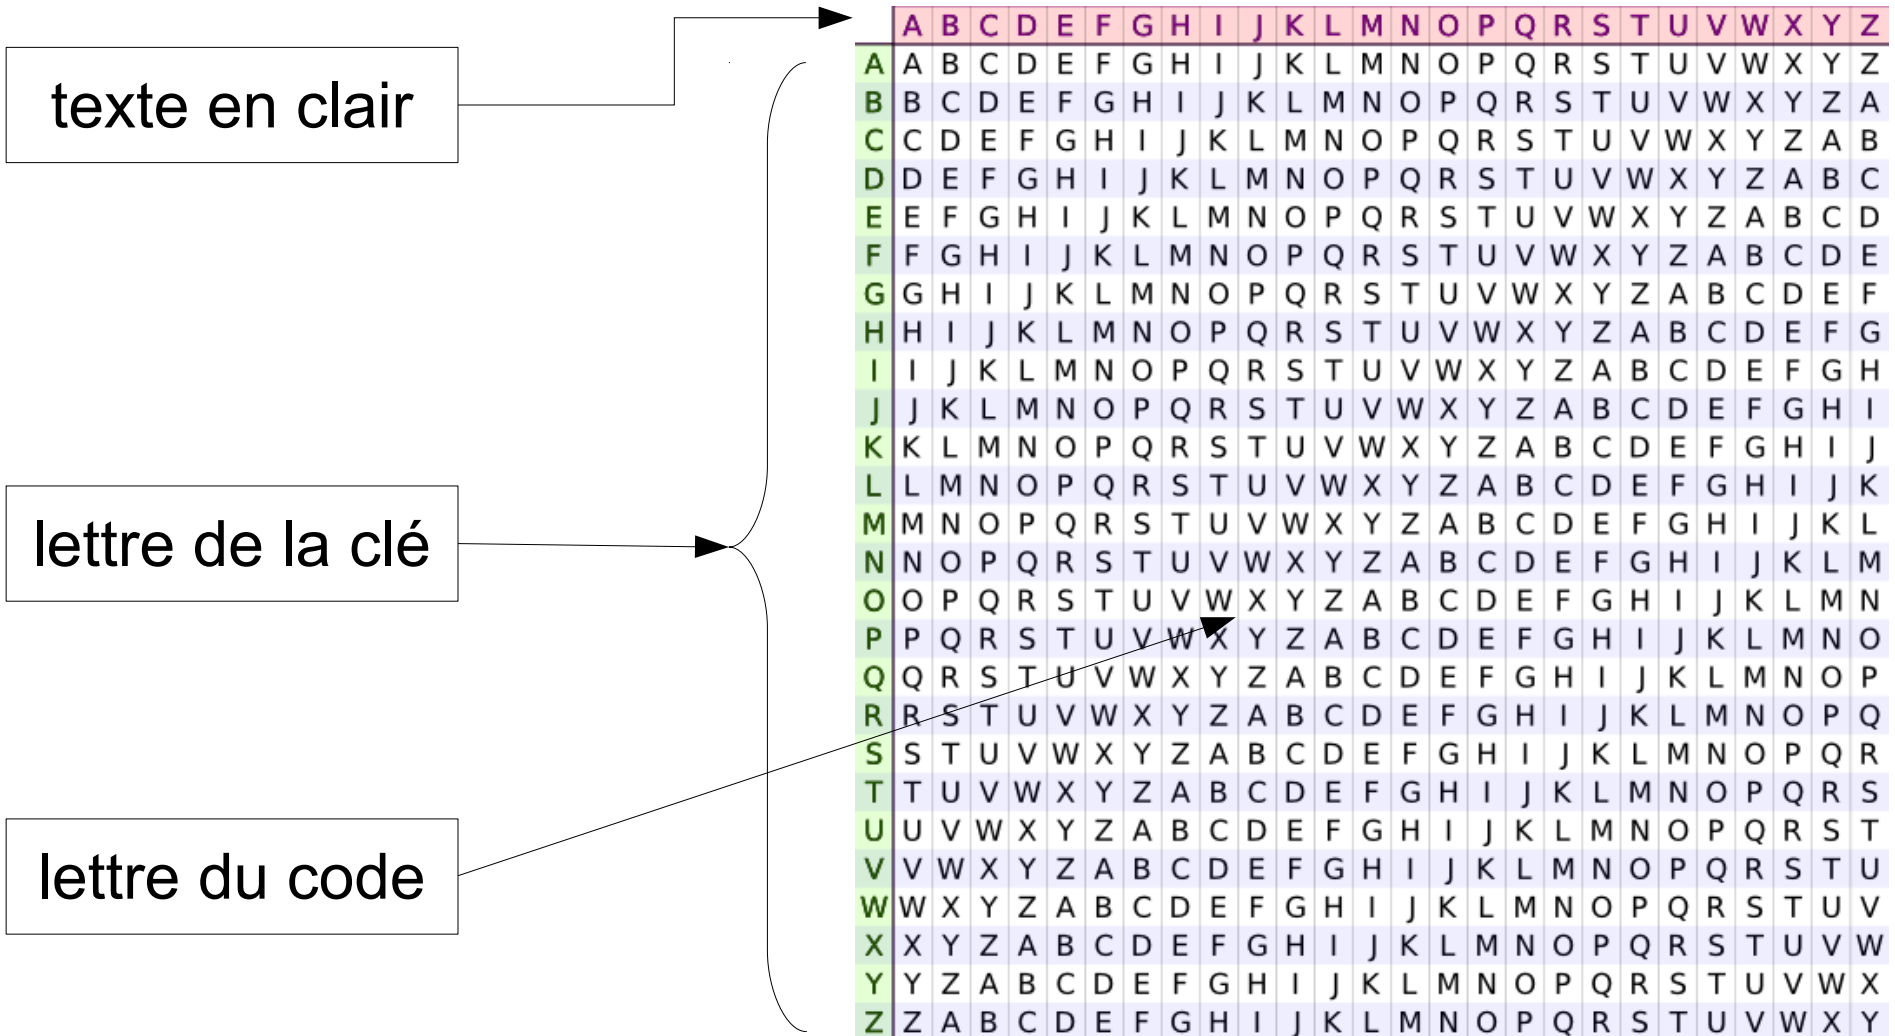 A B C D E F G H I J K L M N O P Q R S T U V W X Y Z
texte en clair
lettre de la clé
lettre du code
A A B C D E F G H I J K L M N O P Q R S T U V W X Y Z
B B C D E F G H I J K L M N O P Q R S T U V W X Y Z A
C C D E F G H I J K L M N O P Q R S T U V W X Y Z A B
D D E F G H I J K L M N O P Q R S T U V W X Y Z A B C
E E F G H I J K L M N O P Q R S T U V W X Y Z A B C D
F F G H I J K L M N O P Q R S T U V W X Y Z A B C D E
G G H I J K L M N O P Q R S T U V W X Y Z A B C D E F
H H I J K L M N O P Q R S T U V W X Y Z A B C D E F G
I I J K L M N O P Q R S T U V W X Y Z A B C D E F G H
J J K L M N O P Q R S T U V W X Y Z A B C D E F G H I
K K L M N O P Q R S T U V W X Y Z A B C D E F G H I J
L L M N O P Q R S T U V W X Y Z A B C D E F G H I J K
M M N O P Q R S T U V W X Y Z A B C D E F G H I J K L
N N O P Q R S T U V W X Y Z A B C D E F G H I J K L M
O O P Q R S T U V W X Y Z A B C D E F G H I J K L M N
P P Q R S T U V W X Y Z A B C D E F G H I J K L M N O
Q Q R S T U V W X Y Z A B C D E F G H I J K L M N O P
R R S T U V W X Y Z A B C D E F G H I J K L M N O P Q
S S T U V W X Y Z A B C D E F G H I J K L M N O P Q R
T T U V W X Y Z A B C D E F G H I J K L M N O P Q R S
U U V W X Y Z A B C D E F G H I J K L M N O P Q R S T
V V W X Y Z A B C D E F G H I J K L M N O P Q R S T U
W W X Y Z A B C D E F G H I J K L M N O P Q R S T U V
X X Y Z A B C D E F G H I J K L M N O P Q R S T U V W
Y Y Z A B C D E F G H I J K L M N O P Q R S T U V W X
Z Z A B C D E F G H I J K L M N O P Q R S T U V W X Y